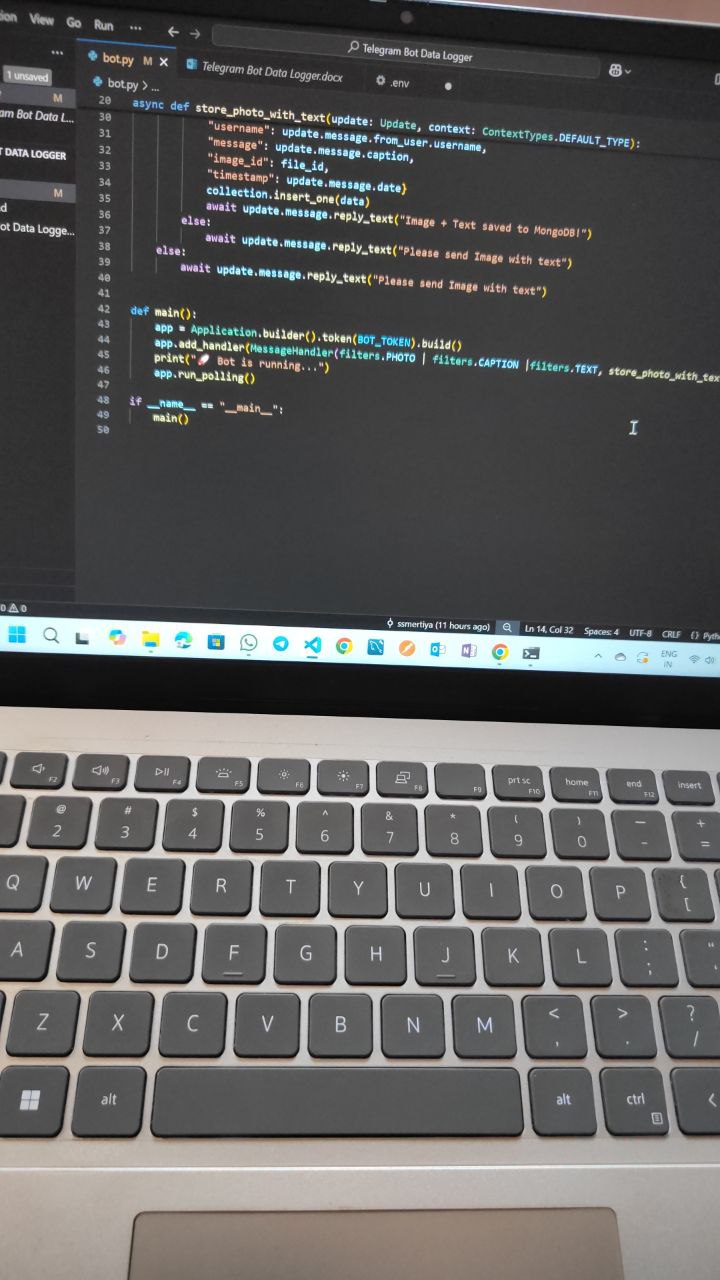 ion View Go Run ...
Telegram Bot Data Logger
1 unsaved
bot.py M
Telegram Bot Data Logger.docx
.env
M
am Bot Data L...
T DATA LOGGER
M
d
ot Data Logge...
bot.py > ...
20 async def store_photo_with_text(update: Update, context: ContextTypes.DEFAULT_TYPE):
30 "username": update.message.from_user.username,
31 "message": update.message.caption,
32 "image_id": file_id,
33 "timestamp": update.message.date}
34 collection.insert_one(data)
35 await update.message.reply_text("Image + Text saved to MongoDB!")
36 else:
37 await update.message.reply_text("Please send Image with text")
38 else:
39 await update.message.reply_text("Please send Image with text")
40
41
42 def main():
43 app = Application.builder().token(BOT_TOKEN).build()
44 app.add_handler(MessageHandler(filters.PHOTO | filters.CAPTION |filters.TEXT, store_photo_with_tex
45 print("🚀 Bot is running...")
46 app.run_polling()
47
48 if __name__ == "__main__":
49 main()
50
0 0
ssmertiya (11 hours ago) Ln 14, Col 32 Spaces: 4 UTF-8 CRLF {} Pyth
ENG
IN
F2 F3 F4 F5 F6 F7 F8 F9 prt sc F10 home F11 end F12 insert
@ # $ % ^ & * ( ) _ +
2 3 4 5 6 7 8 9 0 - =
Q W E R T Y U I O P { [
A S D F G H J K L : ; "
Z X C V B N M < , > . ? /
alt alt ctrl <